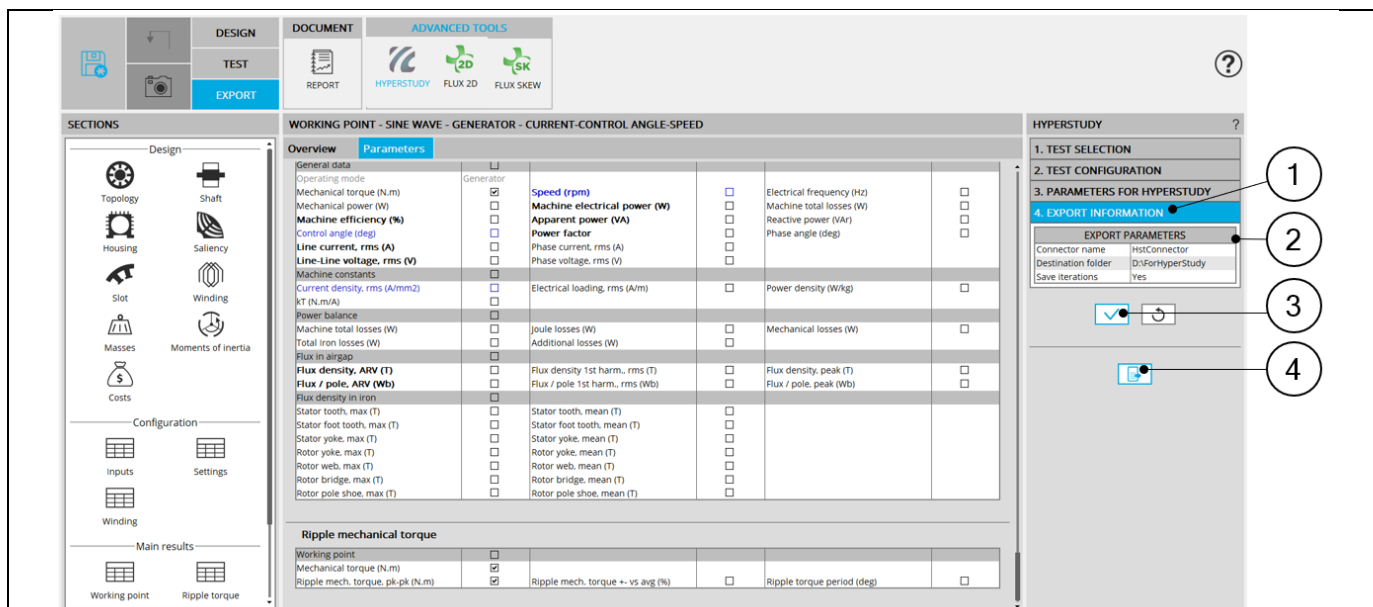 DESIGN
TEST
EXPORT
DOCUMENT
ADVANCED TOOLS
REPORT
HYPERSTUDY
2D
FLUX 2D
SK
FLUX SKEW
?
SECTIONS
Design
Topology Shaft
Housing Saliency
Slot Winding
Masses Moments of inertia
$
Costs
Configuration
Inputs Settings
Winding
Main results
Working point Ripple torque
WORKING POINT - SINE WAVE - GENERATOR - CURRENT-CONTROL ANGLE-SPEED
Overview Parameters
General data
Operating mode Generator
Mechanical torque (N.m) Speed (rpm) Electrical frequency (Hz)
Mechanical power (W) Machine electrical power (W) Machine total losses (W)
Machine efficiency (%) Apparent power (VA) Reactive power (VAr)
Control angle (deg) Power factor Phase angle (deg)
Line current, rms (A) Phase current, rms (A)
Line-Line voltage, rms (V) Phase voltage, rms (V)
Machine constants
Current density, rms (A/mm2) Electrical loading, rms (A/m) Power density (W/kg)
kT (N.m/A)
Power balance
Machine total losses (W) Joule losses (W) Mechanical losses (W)
Total iron losses (W) Additional losses (W)
Flux in airgap
Flux density, ARV (T) Flux density 1st harm., rms (T) Flux density, peak (T)
Flux / pole, ARV (Wb) Flux / pole 1st harm., rms (Wb) Flux / pole, peak (Wb)
Flux density in iron
Stator tooth, max (T) Stator tooth, mean (T)
Stator foot tooth, max (T) Stator foot tooth, mean (T)
Stator yoke, max (T) Stator yoke, mean (T)
Rotor yoke, max (T) Rotor yoke, mean (T)
Rotor web, max (T) Rotor web, mean (T)
Rotor bridge, max (T) Rotor bridge, mean (T)
Rotor pole shoe, max (T) Rotor pole shoe, mean (T)
Ripple mechanical torque
Working point
Mechanical torque (N.m)
Ripple mech. torque, pk-pk (N.m) Ripple mech. torque +- vs avg (%) Ripple torque period (deg)
HYPERSTUDY ?
1. TEST SELECTION
2. TEST CONFIGURATION
3. PARAMETERS FOR HYPERSTUDY
4. EXPORT INFORMATION
EXPORT PARAMETERS
Connector name HstConnector
Destination folder D:\ForHyperStudy
Save iterations Yes
1
2
3
4